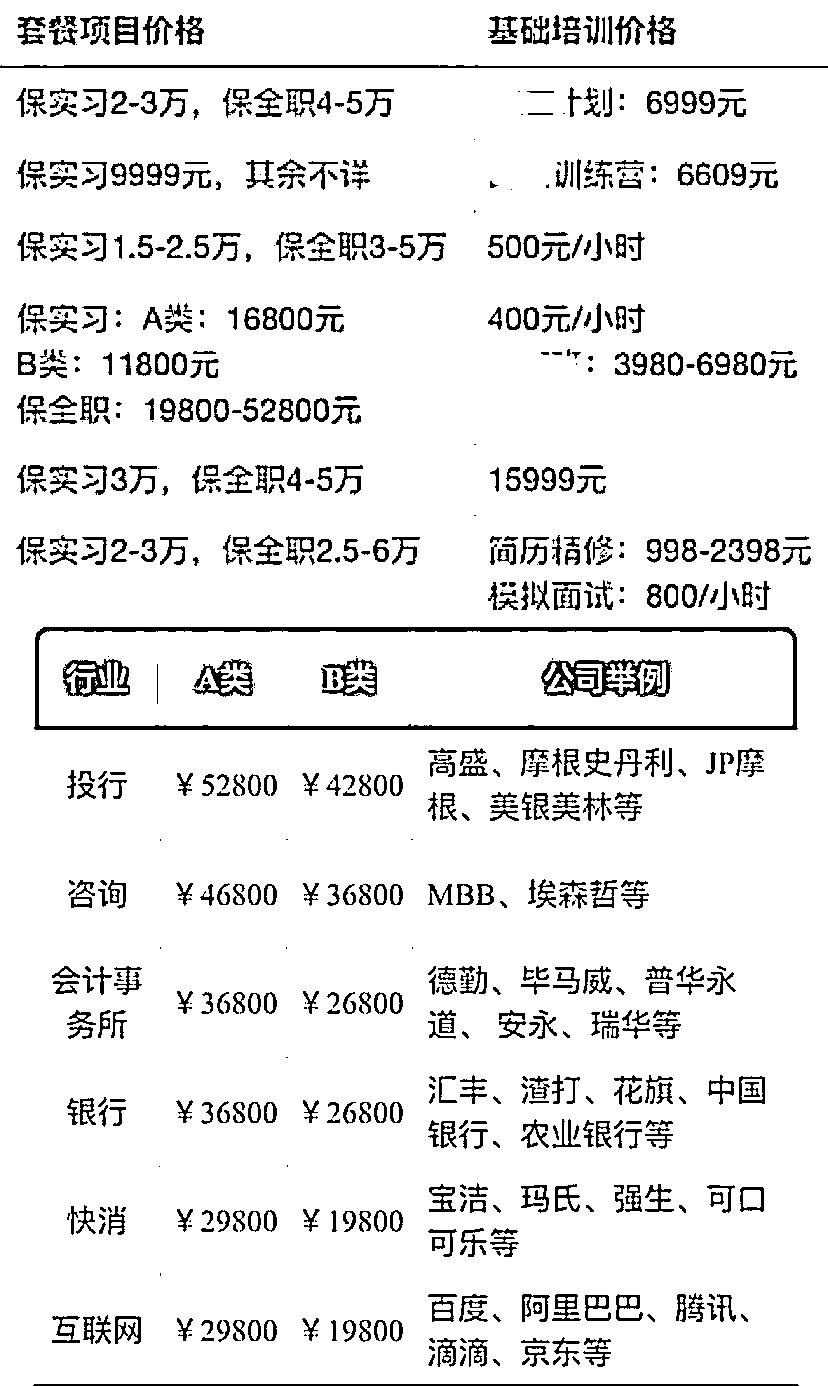 套餐项目价格 基础培训价格
保实习2-3万，保全职4-5万 二计划：6999元
保实习9999元，其余不详 训练营：6609元
保实习1.5-2.5万，保全职3-5万 500元/小时
保实习：A类：16800元 400元/小时
B类：11800元 ：3980-6980元
保全职：19800-52800元
保实习3万，保全职4-5万 15999元
保实习2-3万，保全职2.5-6万 简历精修：998-2398元
模拟面试：800/小时
行业 A类 B类 公司举例
投行 ￥52800 ￥42800 高盛、摩根史丹利、JP摩
根、美银美林等
咨询 ￥46800 ￥36800 MBB、埃森哲等
会计事
务所 ￥36800 ￥26800 德勤、毕马威、普华永
道、 安永、瑞华等
银行 ￥36800 ￥26800 汇丰、渣打、花旗、中国
银行、农业银行等
快消 ￥29800 ￥19800 宝洁、玛氏、强生、可口
可乐等
互联网 ￥29800 ￥19800 百度、阿里巴巴、腾讯、
滴滴、京东等